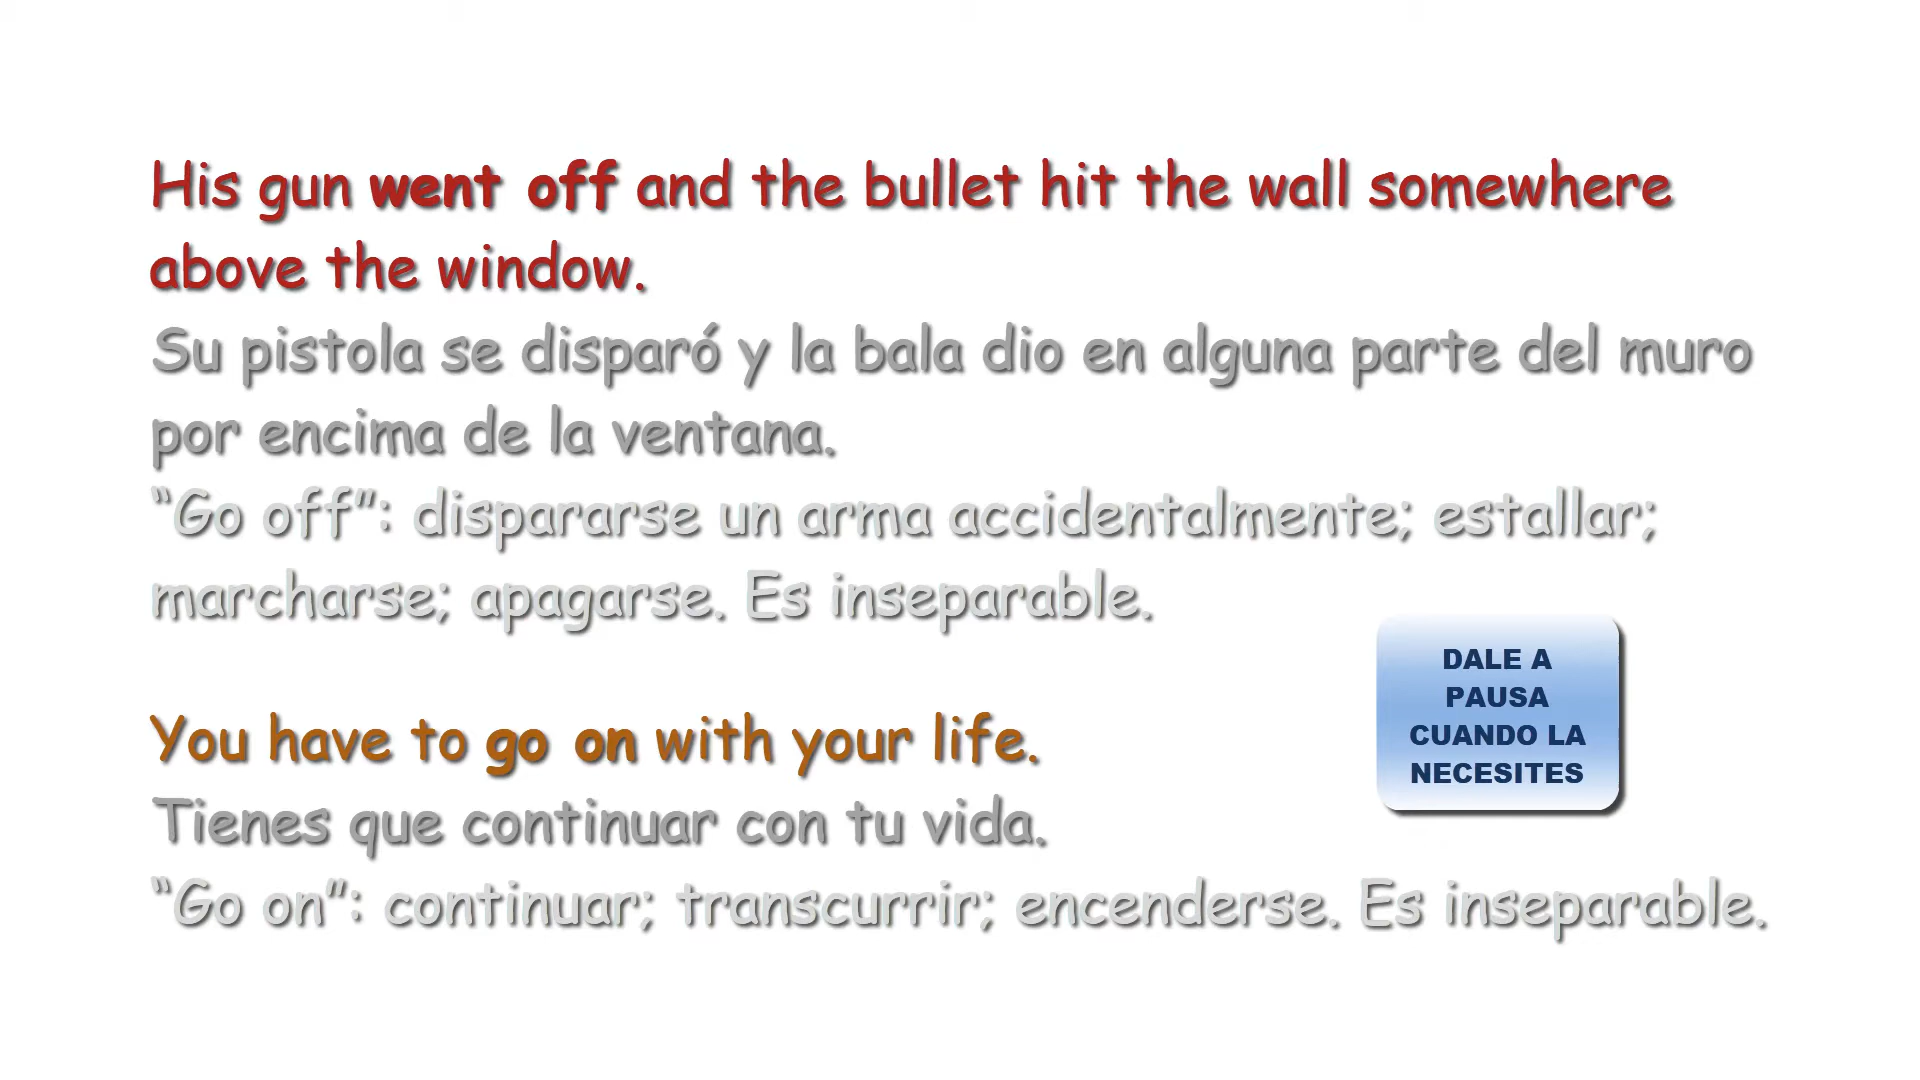 His gun went off and the bullet hit the wall somewhere
above the window.
Su pistola se disparó y la bala dio en alguna parte del muro
por encima de la ventana.
“Go off”: dispararse un arma accidentalmente; estallar;
marcharse; apagarse. Es inseparable.
You have to go on with your life.
Tienes que continuar con tu vida.
“Go on”: continuar; transcurrir; encenderse. Es inseparable.
DALE A
PAUSA
CUANDO LA
NECESITES